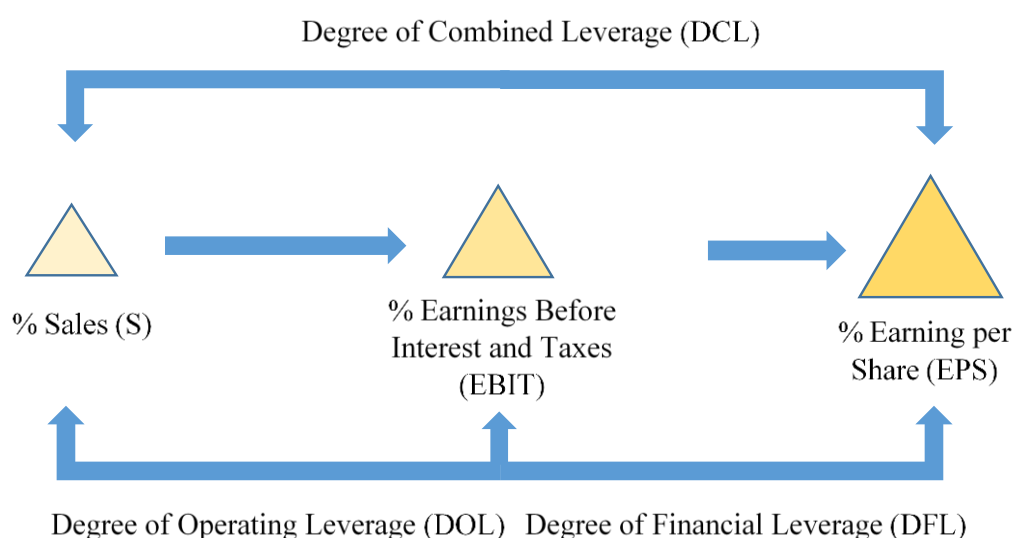 Degree of Combined Leverage (DCL)
% Sales (S)
% Earnings Before
Interest and Taxes
(EBIT)
% Earning per
Share (EPS)
Degree of Operating Leverage (DOL)
Degree of Financial Leverage (DFL)